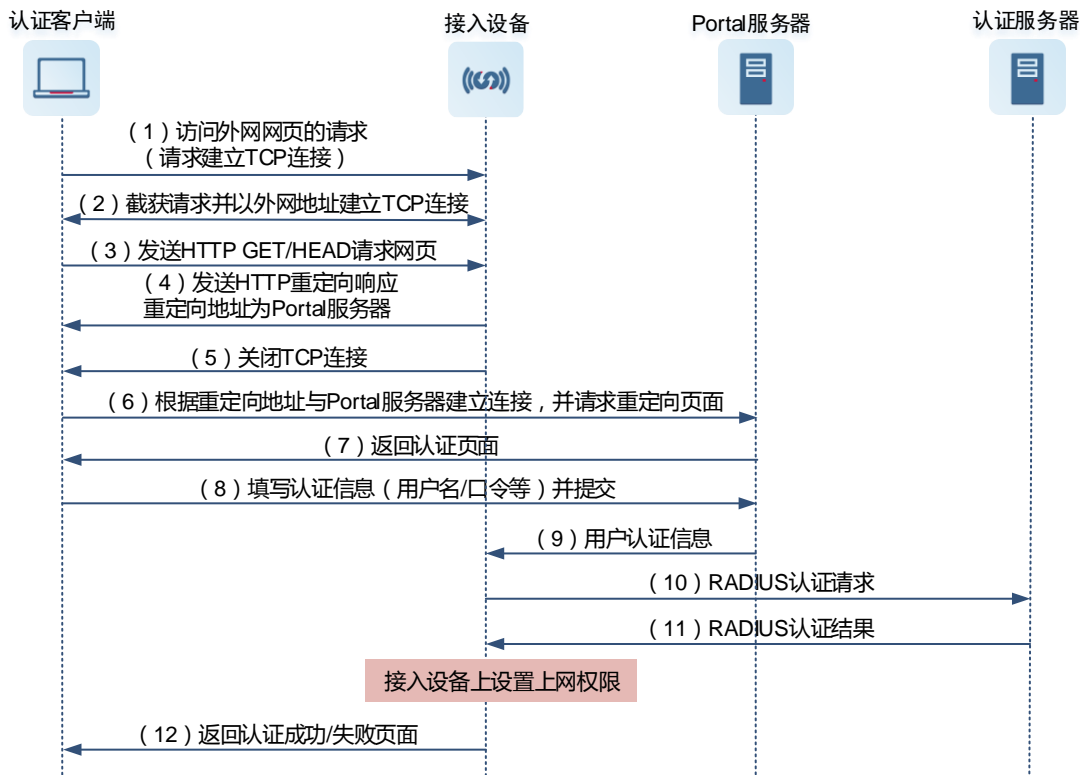 认证客户端
接入设备
Portal服务器
认证服务器
（1）访问外网网页的请求
（请求建立TCP连接）
（2）截获请求并以外网地址建立TCP连接
（3）发送HTTP GET/HEAD请求网页
（4）发送HTTP重定向响应
重定向地址为Portal服务器
（5）关闭TCP连接
（6）根据重定向地址与Portal服务器建立连接，并请求重定向页面
（7）返回认证页面
（8）填写认证信息（用户名/口令等）并提交
（9）用户认证信息
（10）RADIUS认证请求
（11）RADIUS认证结果
接入设备上设置上网权限
（12）返回认证成功/失败页面